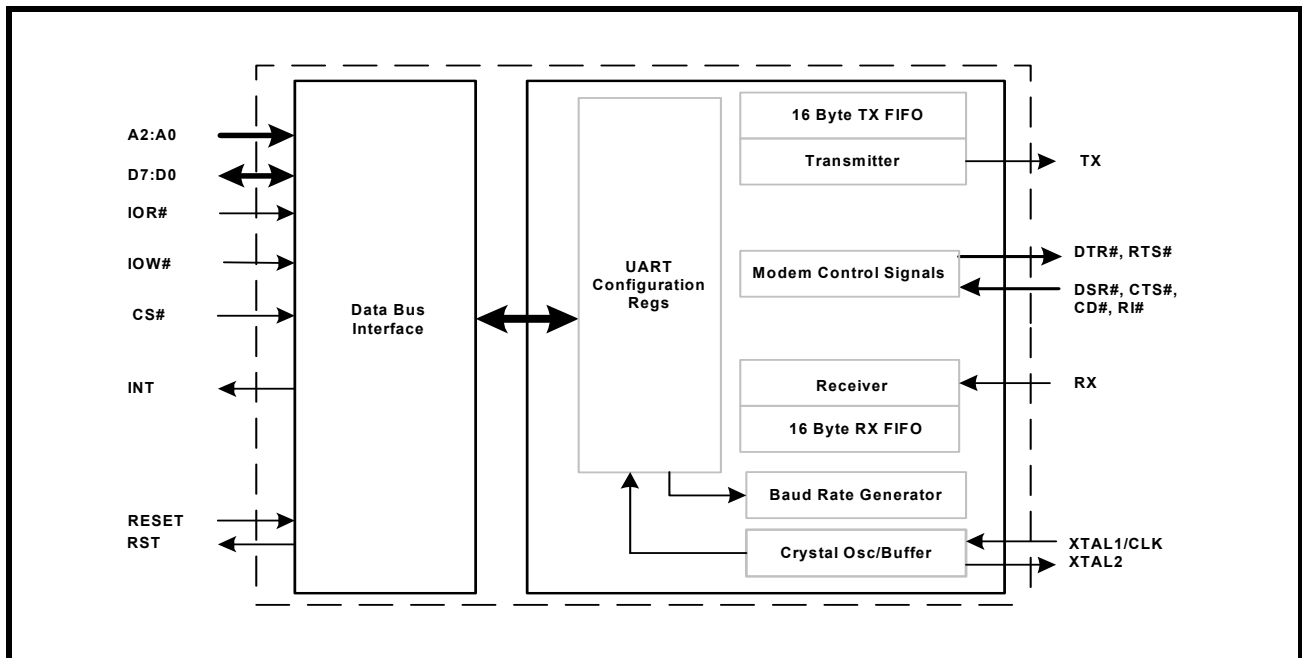 A2:A0
D7:D0
IOR#
IOW#
CS#
INT
RESET
RST
Data Bus
Interface
UART
Configuration
Regs
16 Byte TX FIFO
Transmitter
Modem Control Signals
Receiver
16 Byte RX FIFO
Baud Rate Generator
Crystal Osc/Buffer
TX
DTR#, RTS#
DSR#, CTS#,
CD#, RI#
RX
XTAL1/CLK
XTAL2